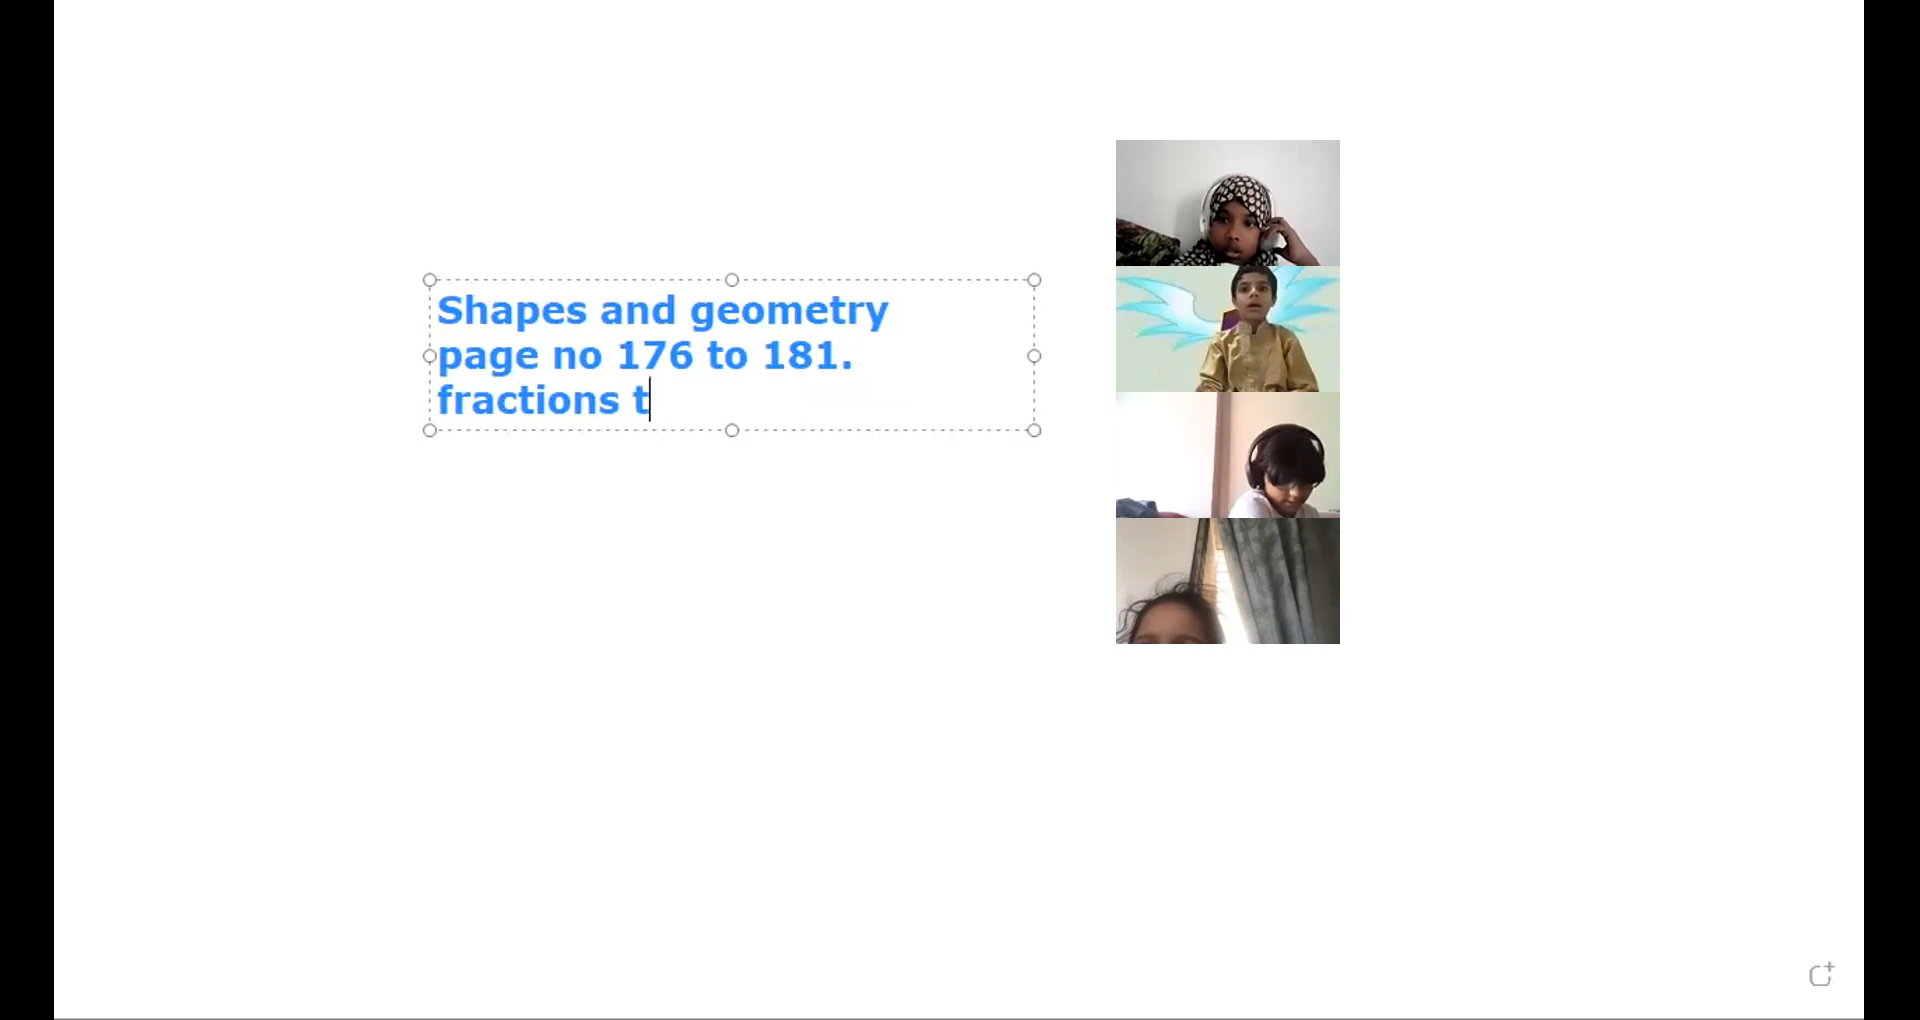 Shapes and geometry
page no 176 to 181.
fractions t